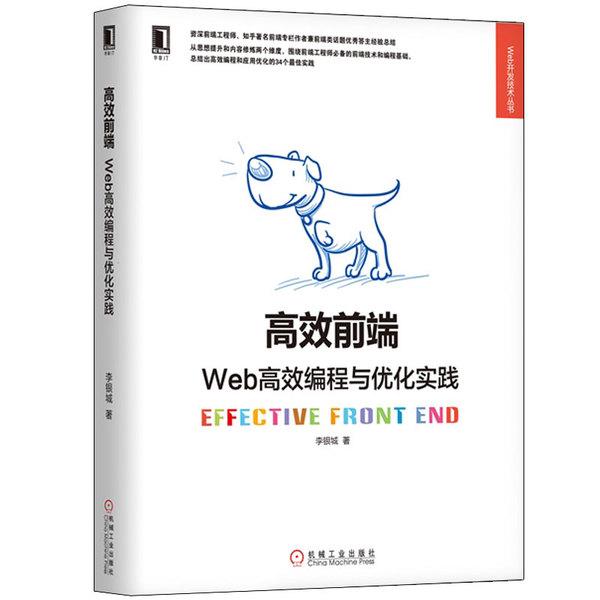 华章IT
资深前端工程师、知乎著名前端专栏作者兼前端类话题优秀答主经验总结
从思想提升和内容修炼两个维度，围绕前端工程师必备的前端技术和编程基础，
总结出高效编程和应用优化的34个最佳实践
Web开发技术丛书
高效前端
Web高效编程与优化实践
EFFECTIVE FRONT END
李银城 著
机械工业出版社
China Machine Press
华章IT
高效前端 Web高效编程与优化实践
李银城 著
机械工业出版社
China Machine Press